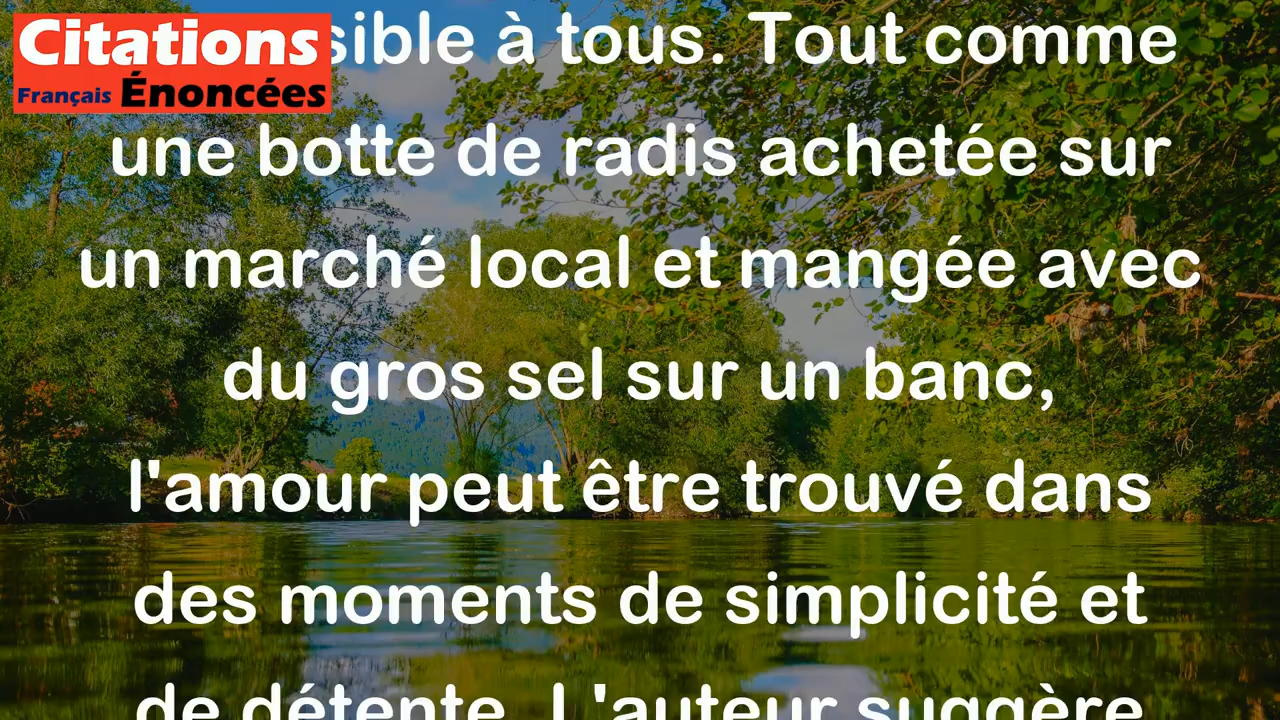 Citations
Français Énoncées
sible à tous. Tout comme
une botte de radis achetée sur
un marché local et mangée avec
du gros sel sur un banc,
l'amour peut être trouvé dans
des moments de simplicité et
de détente. L'auteur suggère